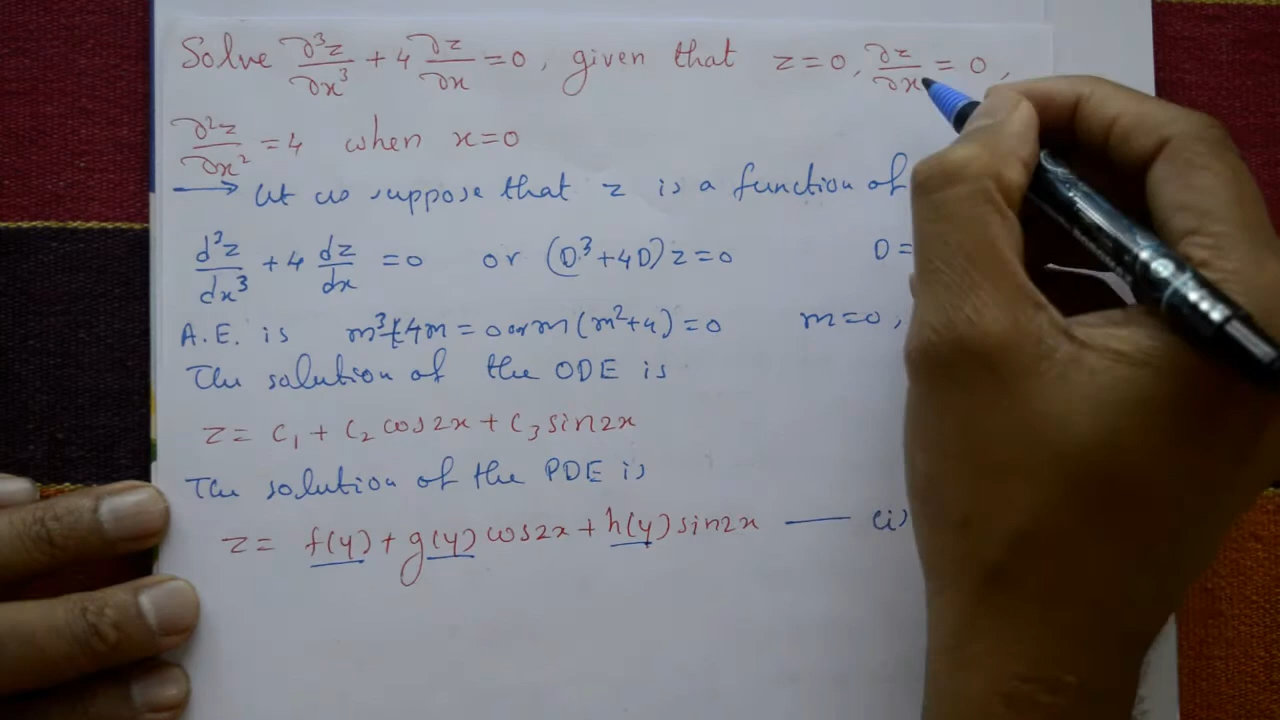 Solve ∂³z/∂x³ + 4 ∂z/∂x = 0, given that z=0, ∂z/∂x = 0,
∂²z/∂x² = 4 when x=0
→ Let us suppose that z is a function of
d³z/dx³ + 4 dz/dx = 0 or (D³+4D)z=0 D=
A.E. is m³+4m = 0 or m(m²+4)=0 m=0,
The solution of the ODE is
z= c₁ + c₂ cos2x + c₃ sin2x
The solution of the PDE is
z= f(y) + g(y) cos2x + h(y) sin2x — (i)